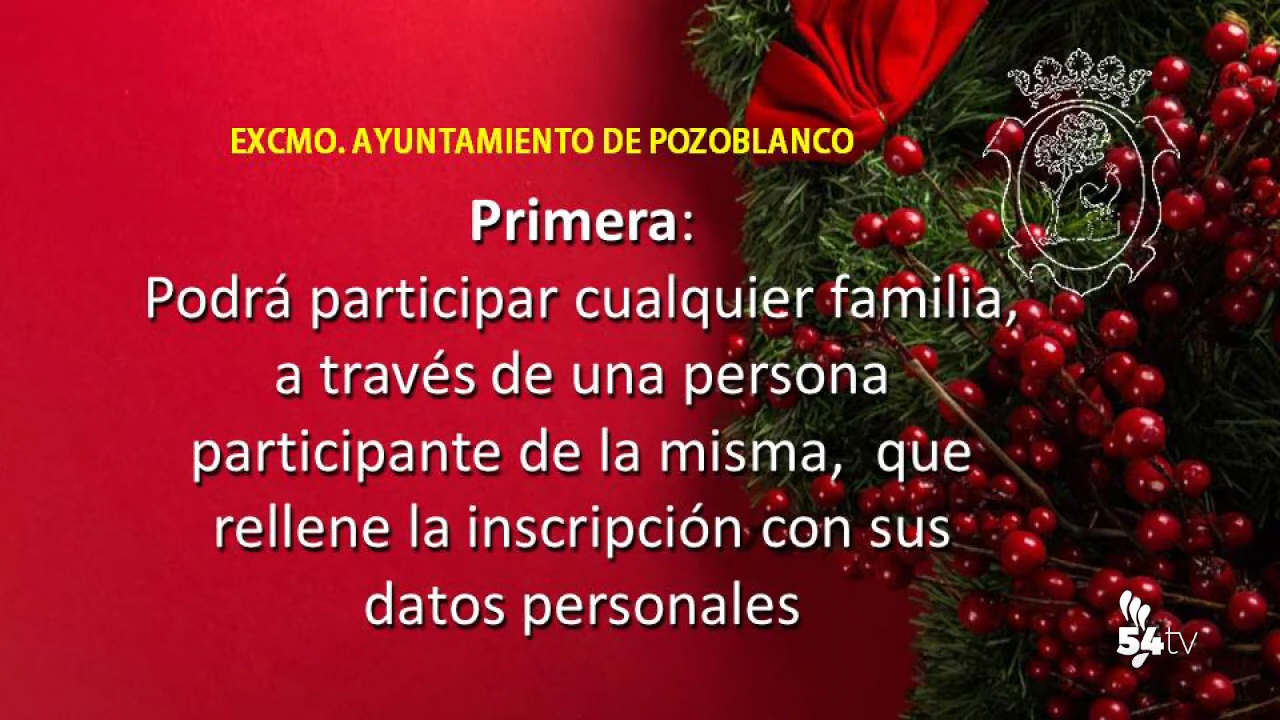 EXCMO. AYUNTAMIENTO DE POZOBLANCO
Primera:
Podrá participar cualquier familia,
a través de una persona
participante de la misma, que
rellene la inscripción con sus
datos personales
54tv